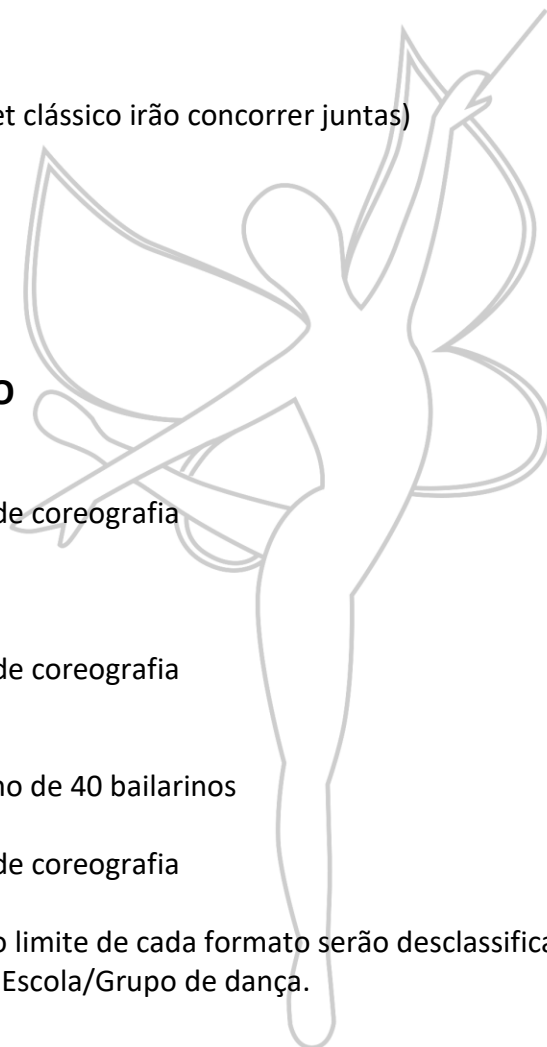 et clássico irão concorrer juntas)
O
de coreografia
de coreografia
no de 40 bailarinos
de coreografia
o limite de cada formato serão desclassifica
Escola/Grupo de dança.